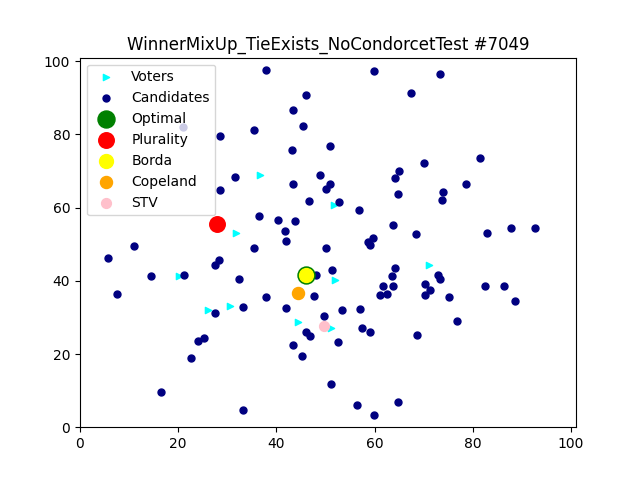 WinnerMixUp_TieExists_NoCondorcetTest #7049
Voters
Candidates
Optimal
Plurality
Borda
Copeland
STV
100
80
60
40
20
0
0 20 40 60 80 100